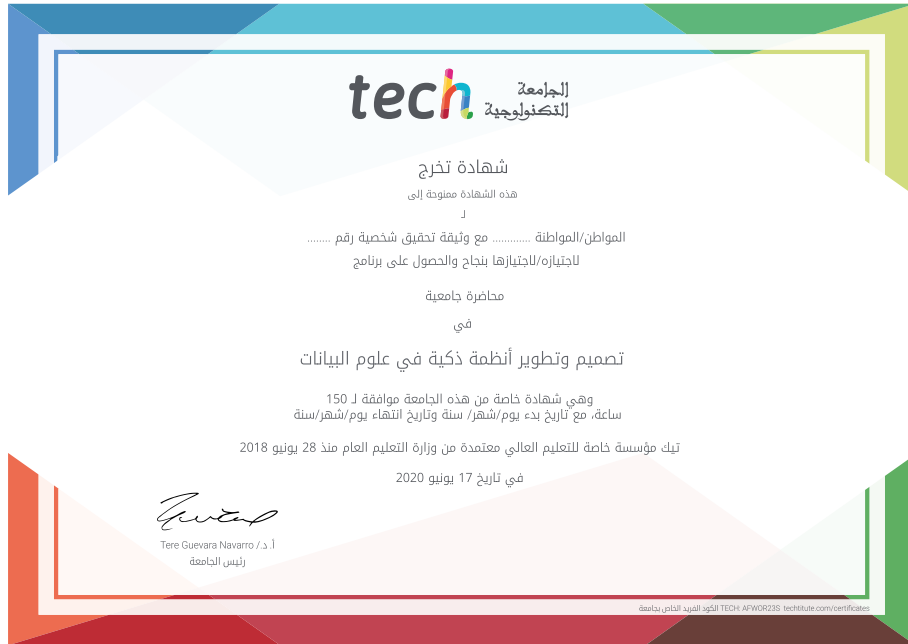 tech الجامعة
التكنولوجية
شهادة تخرج
هذه الشهادة ممنوحة إلى
لـ
المواطن/المواطنة ............. مع وثيقة تحقيق شخصية رقم ........
لاجتيازه/لاجتيازها بنجاح والحصول على برنامج
محاضرة جامعية
في
تصميم وتطوير أنظمة ذكية في علوم البيانات
وهي شهادة خاصة من هذه الجامعة موافقة لـ 150
ساعة، مع تاريخ بدء يوم/شهر/ سنة وتاريخ انتهاء يوم/شهر/سنة
تيك مؤسسة خاصة للتعليم العالي معتمدة من وزارة التعليم العام منذ 28 يونيو 2018
في تاريخ 17 يونيو 2020
أ. د./ Tere Guevara Navarro
رئيس الجامعة
الكود الفريد الخاص بجامعة TECH: AFWOR23S techtitute.com/certificates